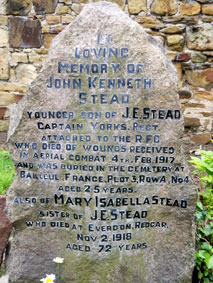 IN
LOVING
MEMORY OF
JOHN KENNETH
STEAD
YOUNGER SON OF J.E. STEAD
CAPTAIN YORKS. REGT.
ATTACHED TO THE R.F.C.
WHO DIED OF WOUNDS RECEIVED
IN AERIAL COMBAT 4TH FEB. 1917
AND WAS BURIED IN THE CEMETERY AT
BAILLEUL, FRANCE, PLOT 3, ROW A, NO 4
AGED 25 YEARS.
ALSO OF MARY ISABELLA STEAD
SISTER OF J.E. STEAD
WHO DIED AT EVERDON, REDCAR,
NOV. 2. 1918
AGED 72 YEARS